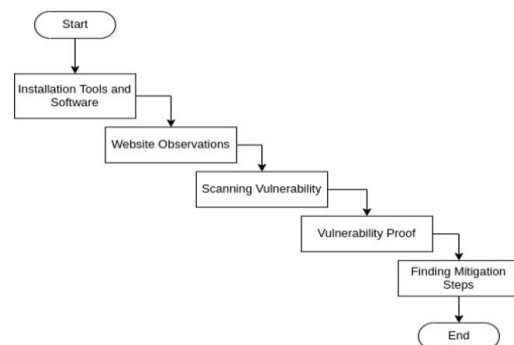 Start
Installation Tools and
Software
Website Observations
Scanning Vulnerability
Vulnerability Proof
Finding Mitigation
Steps
End